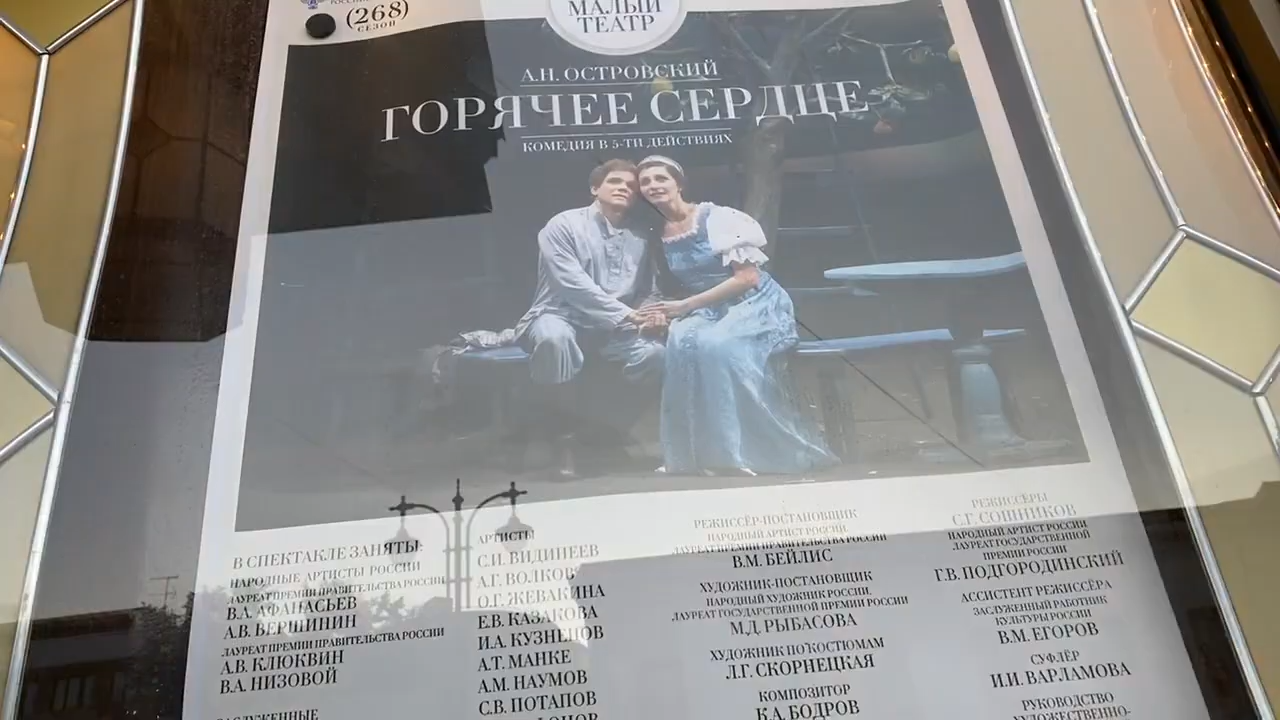 (268)
СЕЗОН
МАЛЫЙ
ТЕАТР
А.Н. ОСТРОВСКИЙ
ГОРЯЧЕЕ СЕРДЦЕ
КОМЕДИЯ В 5-ТИ ДЕЙСТВИЯХ
В СПЕКТАКЛЕ ЗАНЯТЫ:
НАРОДНЫЕ АРТИСТЫ РОССИИ
ЛАУРЕАТ ПРЕМИИ ПРАВИТЕЛЬСТВА РОССИИ
В.А. АФАНАСЬЕВ
А.В. ВЕРШИНИН
ЛАУРЕАТ ПРЕМИИ ПРАВИТЕЛЬСТВА РОССИИ
А.В. КЛЮКВИН
В.А. НИЗОВОЙ
АРТИСТЫ
С.И. ВИДИНЕЕВ
А.Г. ВОЛКОВ
О.Г. ЖЕВАКИНА
Е.В. КАЗАКОВА
И.А. КУЗНЕЦОВ
А.Т. МАНКЕ
А.М. НАУМОВ
С.В. ПОТАПОВ
РЕЖИССЁР-ПОСТАНОВЩИК
НАРОДНЫЙ АРТИСТ РОССИИ,
ЛАУРЕАТ ПРЕМИИ ПРАВИТЕЛЬСТВА РОССИИ
В.М. БЕЙЛИС
ХУДОЖНИК-ПОСТАНОВЩИК
НАРОДНЫЙ ХУДОЖНИК РОССИИ,
ЛАУРЕАТ ГОСУДАРСТВЕННОЙ ПРЕМИИ РОССИИ
М.Д. РЫБАСОВА
ХУДОЖНИК ПО КОСТЮМАМ
Л.Г. СКОРНЕЦКАЯ
КОМПОЗИТОР
К.А. БОДРОВ
РЕЖИССЁРЫ
С.Г. СОШНИКОВ
НАРОДНЫЙ АРТИСТ РОССИИ
ЛАУРЕАТ ГОСУДАРСТВЕННОЙ
ПРЕМИИ РОССИИ
Г.В. ПОДГОРОДИНСКИЙ
АССИСТЕНТ РЕЖИССЁРА
ЗАСЛУЖЕННЫЙ РАБОТНИК
КУЛЬТУРЫ РОССИИ
В.М. ЕГОРОВ
СУФЛЁР
И.И. ВАРЛАМОВА
РУКОВОДСТВО